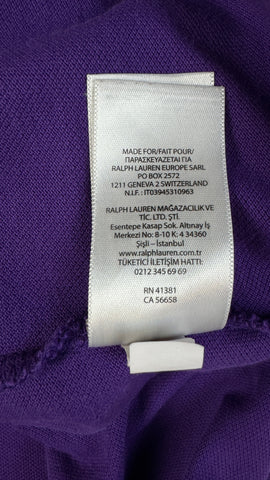 MADE FOR/FAIT POUR/
ΠΑΡΑΣΚΕΥΑΖΕΤΑΙ ΓΙΑ
RALPH LAUREN EUROPE SARL
PO BOX 2572
1211 GENEVA 2 SWITZERLAND
N.I.F. : IT03945310963
RALPH LAUREN MAĞAZACILIK VE
TİC. LTD. ŞTİ.
Esentepe Kasap Sok. Altınay İş
Merkezi No: 8-10 K: 4 34360
Şişli – İstanbul
www.ralphlauren.com
TÜKETİCİ İLETİŞİM HATTI:
0212 345 69 69
RN 41381
CA 56658